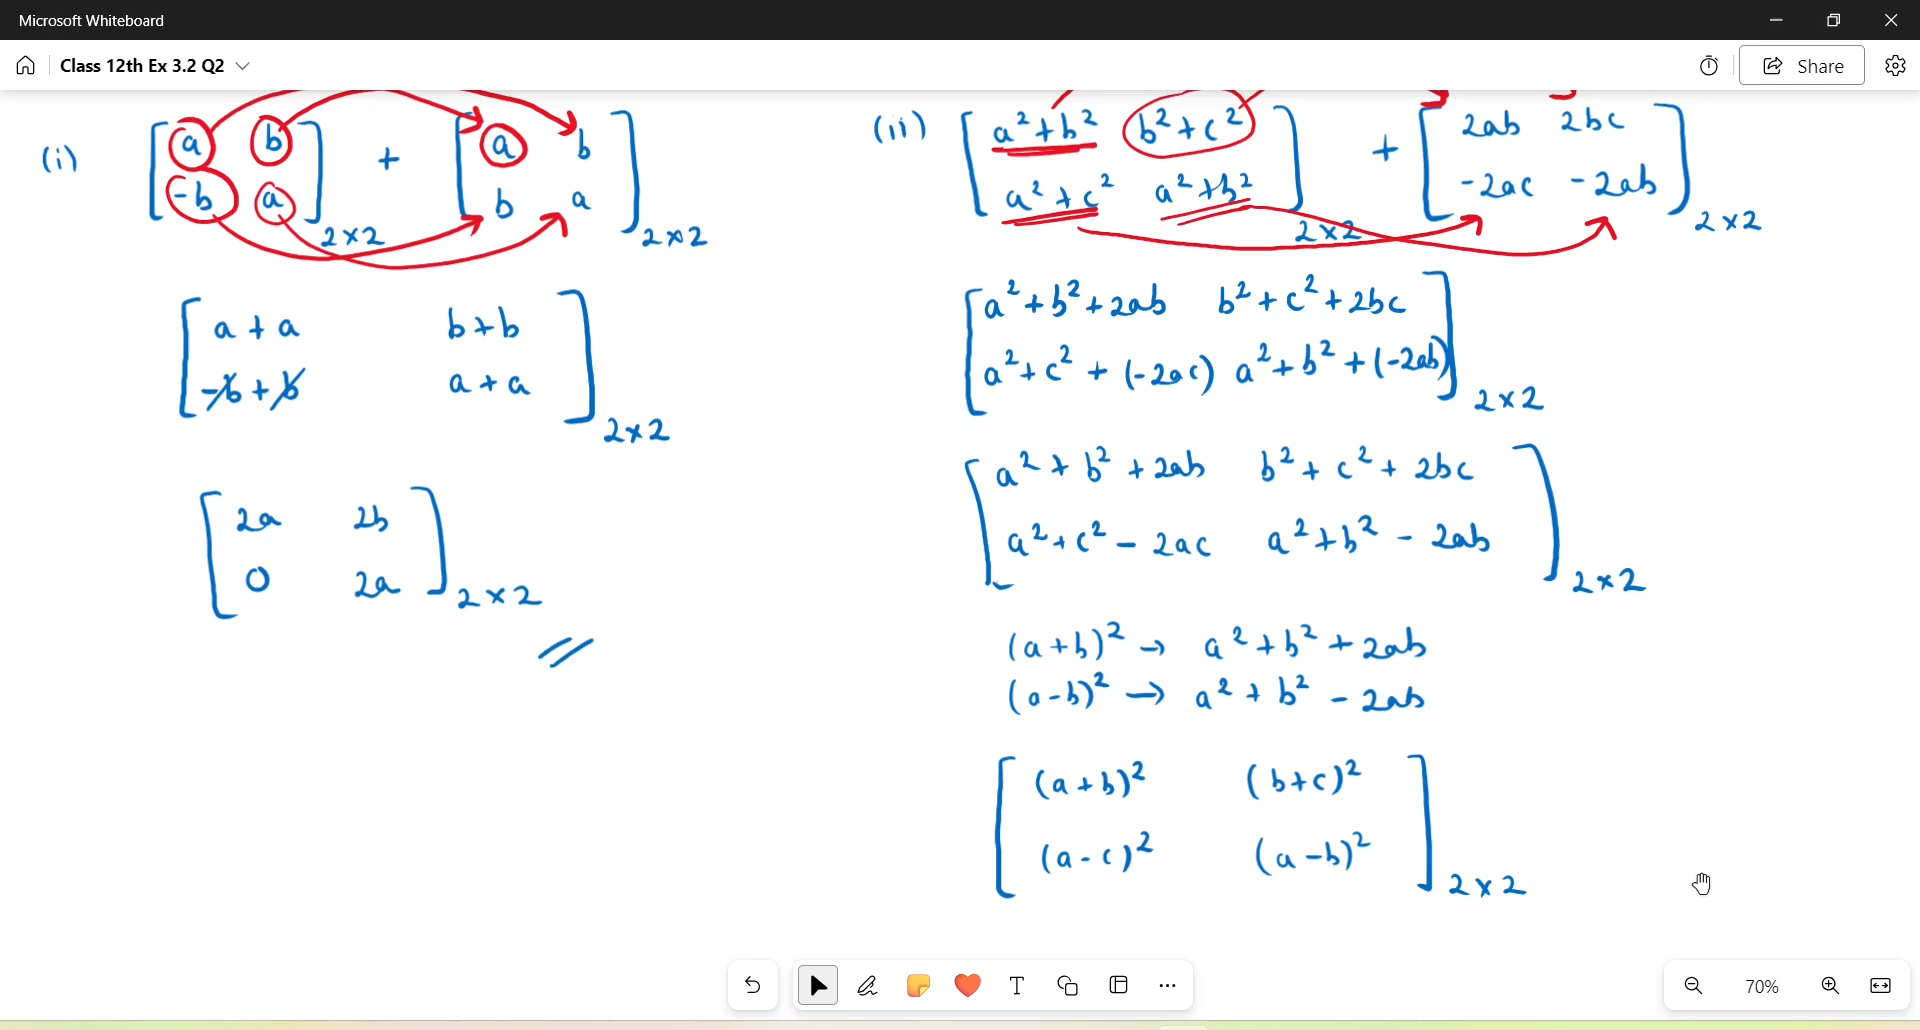 Microsoft Whiteboard
Class 12th Ex 3.2 Q2
Share
(i) [a b
-b a]2×2 + [a b
b a]2×2
[a + a b+b
-b + b a + a]2×2
[2a 2b
0 2a]2×2
(ii) [a²+b² b²+c²
a²+c² a²+b²]2×2 + [2ab 2bc
-2ac -2ab]2×2
[a²+b²+2ab b²+c²+2bc
a²+c² + (-2ac) a²+b²+(-2ab)]2×2
[a²+b²+2ab b²+c²+2bc
a²+c²-2ac a²+b²-2ab]2×2
(a+b)² → a²+b²+2ab
(a-b)² → a²+b²-2ab
[(a+b)² (b+c)²
(a-c)² (a-b)²]2×2
70%